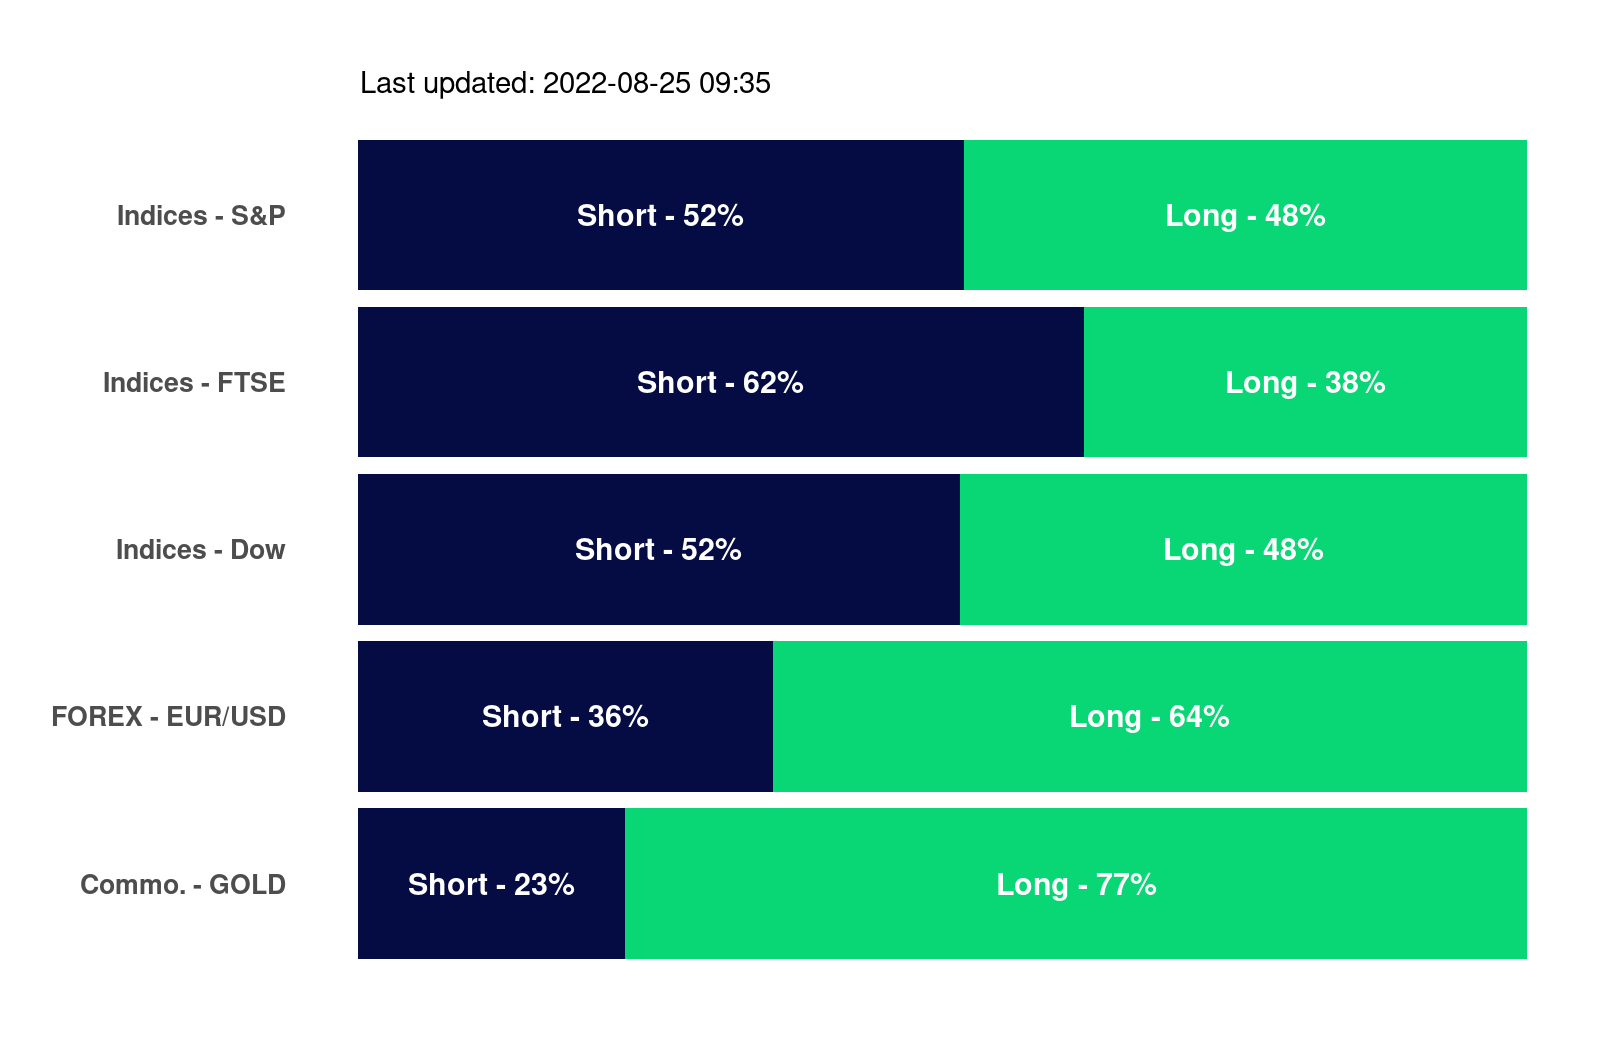 Last updated: 2022-08-25 09:35
Indices - S&P Short - 52% Long - 48%
Indices - FTSE Short - 62% Long - 38%
Indices - Dow Short - 52% Long - 48%
FOREX - EUR/USD Short - 36% Long - 64%
Commo. - GOLD Short - 23% Long - 77%